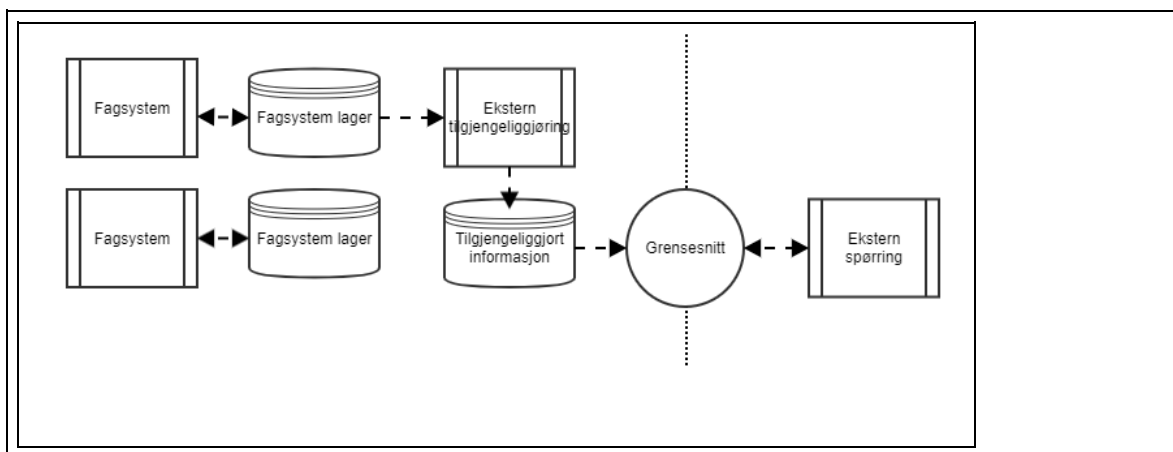 Fagsystem
Fagsystem lager
Ekstern
tilgjengeliggjøring
Fagsystem
Fagsystem lager
Tilgjengeliggjort
informasjon
Grensesnitt
Ekstern
spørring